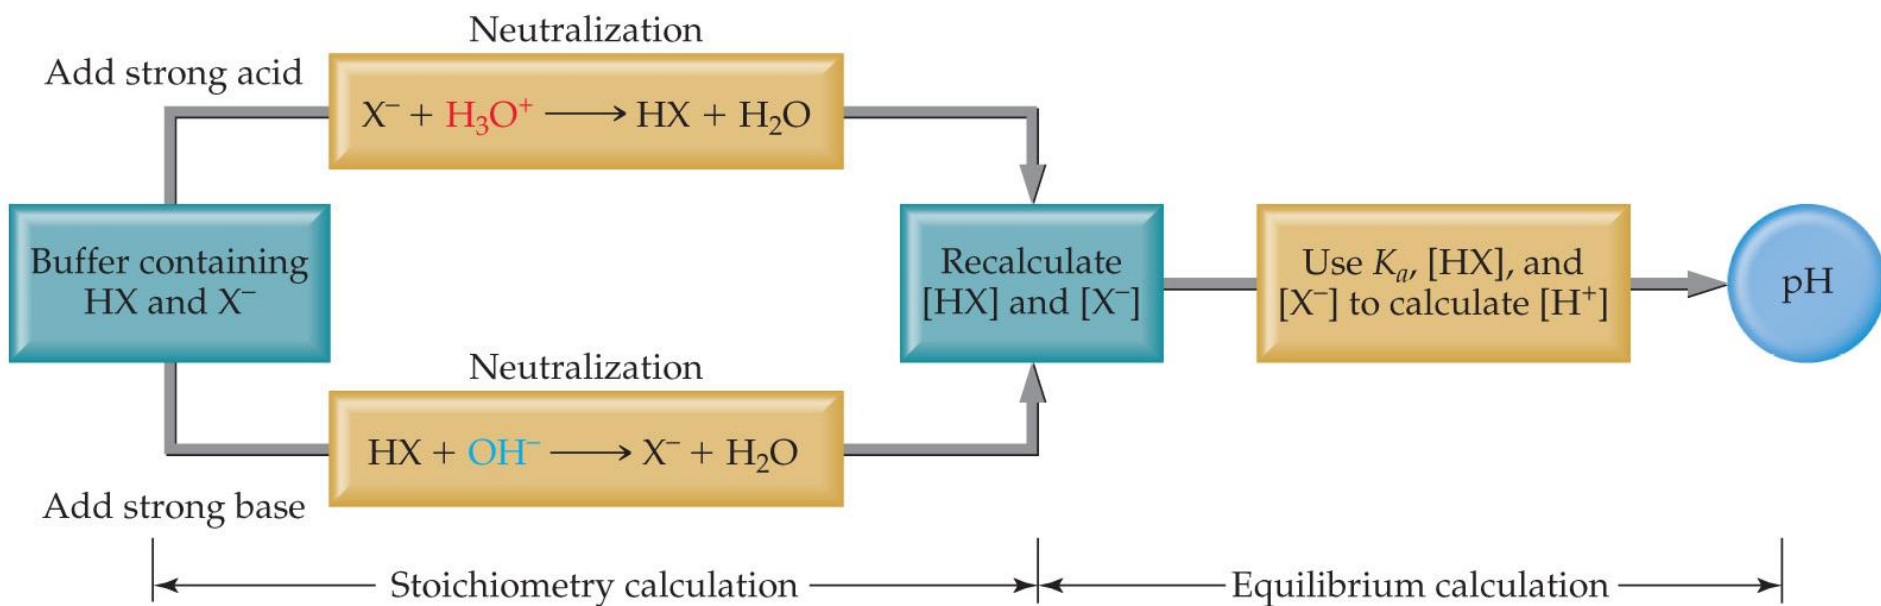 Neutralization
Add strong acid
X⁻ + H₃O⁺ ⟶ HX + H₂O
Buffer containing
HX and X⁻
Recalculate
[HX] and [X⁻]
Use Kₐ, [HX], and
[X⁻] to calculate [H⁺]
pH
Neutralization
HX + OH⁻ ⟶ X⁻ + H₂O
Add strong base
Stoichiometry calculation
Equilibrium calculation